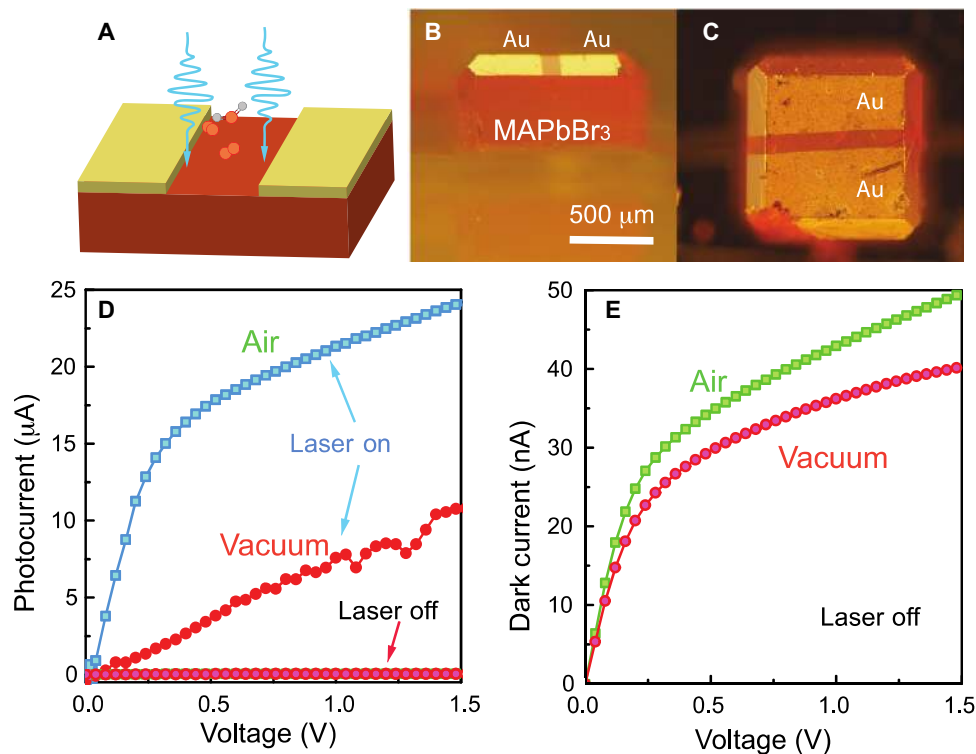 A
B
Au
Au
MAPbBr3
500 μm
C
Au
Au
D
25
20
15
10
5
0
0.0
0.5
1.0
1.5
Photocurrent (μA)
Voltage (V)
Air
Laser on
Vacuum
Laser off
E
50
40
30
20
10
0
0.0
0.5
1.0
1.5
Dark current (nA)
Voltage (V)
Air
Vacuum
Laser off